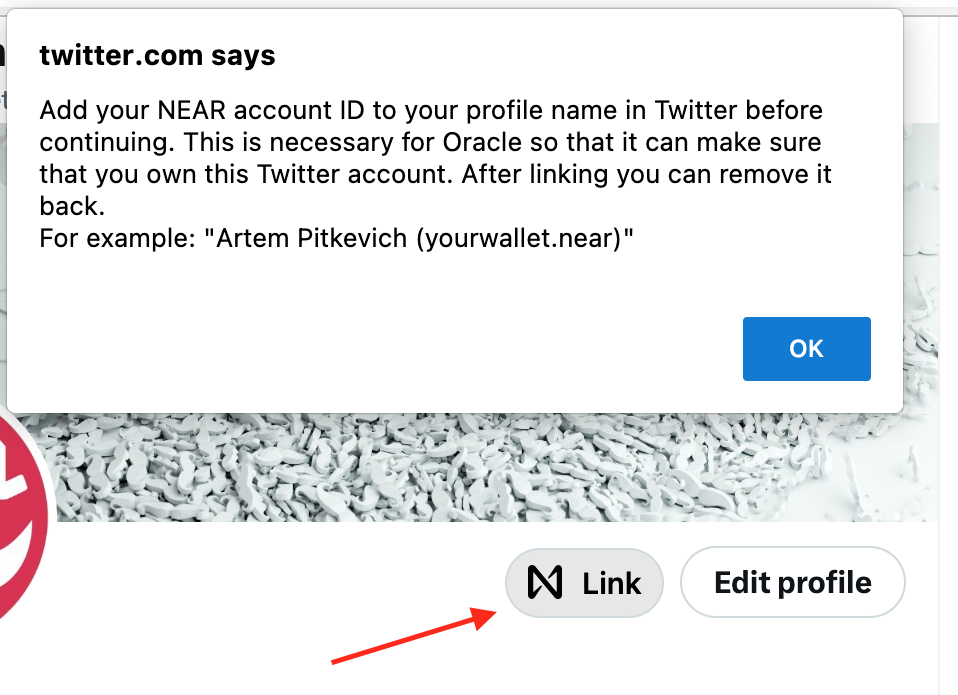 twitter.com says
Add your NEAR account ID to your profile name in Twitter before
continuing. This is necessary for Oracle so that it can make sure
that you own this Twitter account. After linking you can remove it
back.
For example: "Artem Pitkevich (yourwallet.near)"
OK
Link
Edit profile